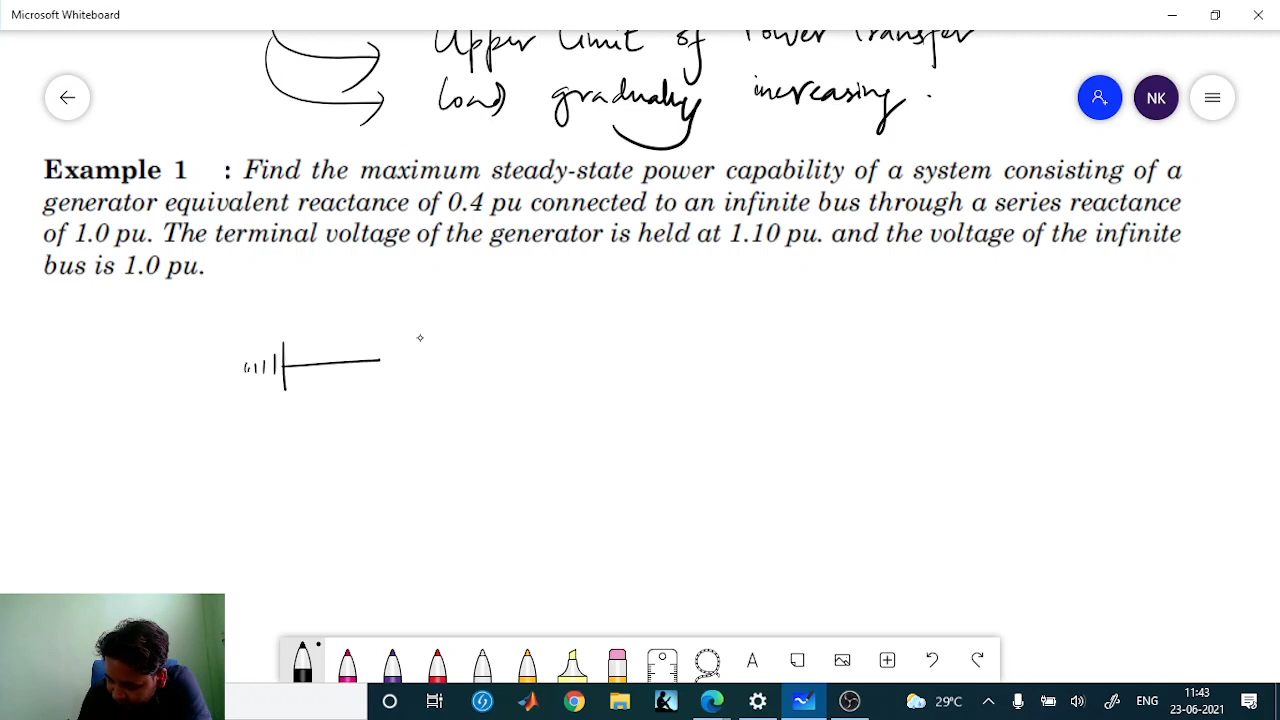 Microsoft Whiteboard
Upper Limit of Power Transfer
load gradually increasing.
NK
Example 1 : Find the maximum steady-state power capability of a system consisting of a
generator equivalent reactance of 0.4 pu connected to an infinite bus through a series reactance
of 1.0 pu. The terminal voltage of the generator is held at 1.10 pu. and the voltage of the infinite
bus is 1.0 pu.
A
29°C
ENG
11:43
23-06-2021